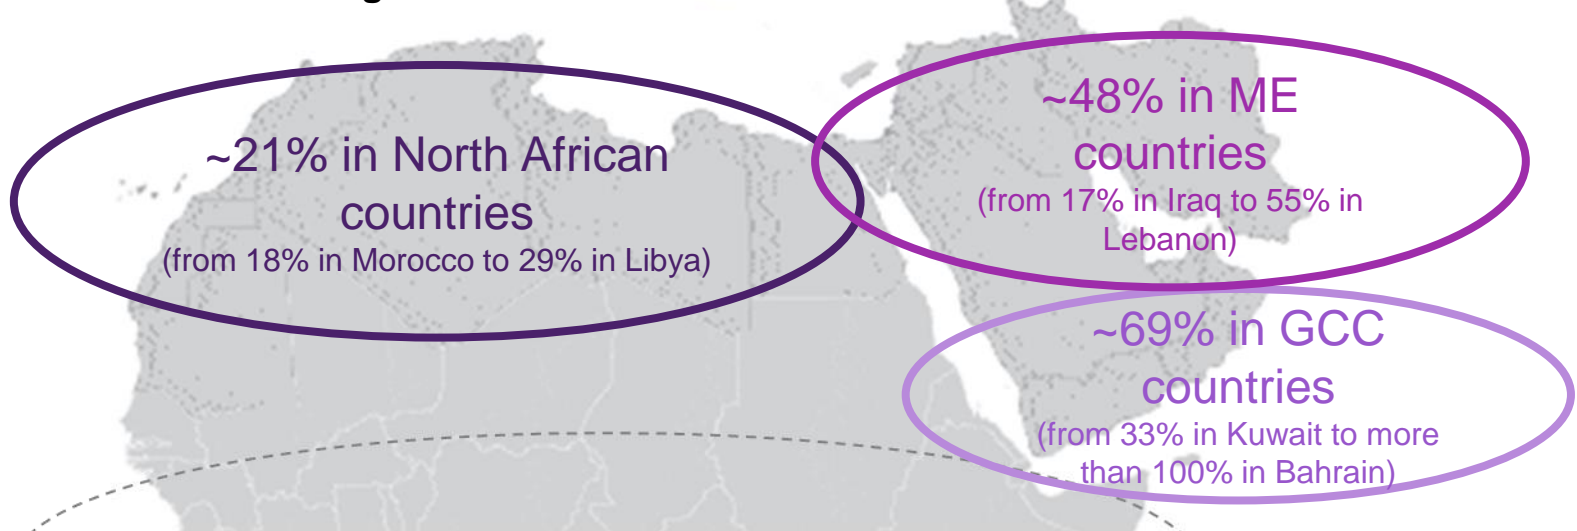 ~21% in North African
countries
(from 18% in Morocco to 29% in Libya)
~48% in ME
countries
(from 17% in Iraq to 55% in
Lebanon)
~69% in GCC
countries
(from 33% in Kuwait to more
than 100% in Bahrain)